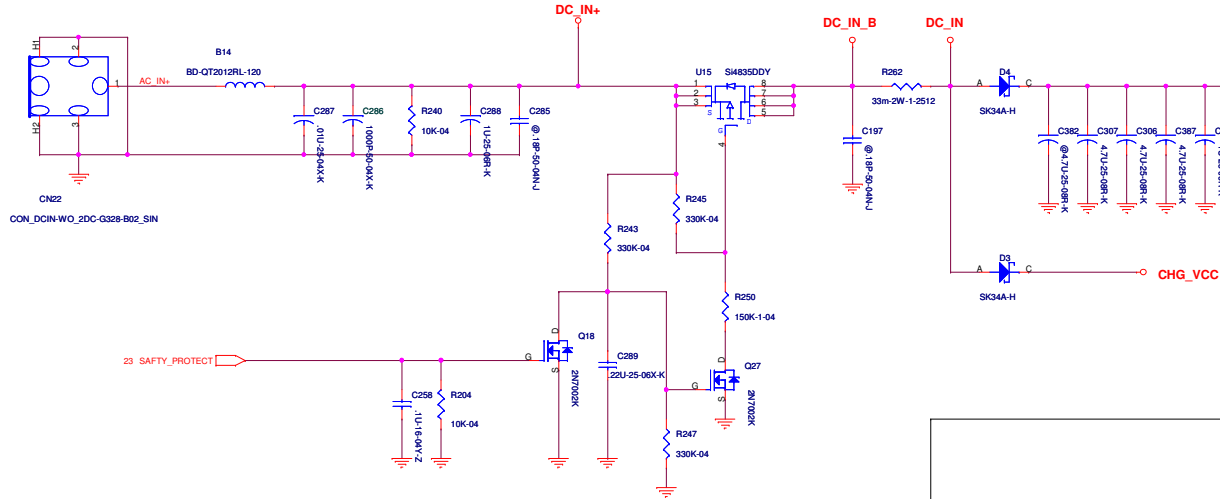 DC_IN+
DC_IN_B
DC_IN
H1
2
1
H2
3
AC_IN+
B14
BD-QT2012RL-120
C287
.01U-25-04X-K
C286
1000P-50-04X-K
R240
10K-04
C288
1U-25-06R-K
C285
@.18P-50-04N-J
U15
Si4835DDY
1
2
3
S
8
7
6
5
D
G
4
R262
33m-2W-1-2512
C197
@.18P-50-04N-J
D4
A
C
SK34A-H
C382
@4.7U-25-08R-K
C307
4.7U-25-08R-K
C306
4.7U-25-08R-K
C387
4.7U-25-08R-K
CN22
CON_DCIN-WO_2DC-G328-B02_SIN
R245
330K-04
R243
330K-04
D3
A
C
SK34A-H
CHG_VCC
R250
150K-1-04
23 SAFTY_PROTECT
D
G
S
Q18
2N7002K
C289
.22U-25-06X-K
D
G
S
Q27
2N7002K
C258
.1U-16-04Y-Z
R204
10K-04
R247
330K-04